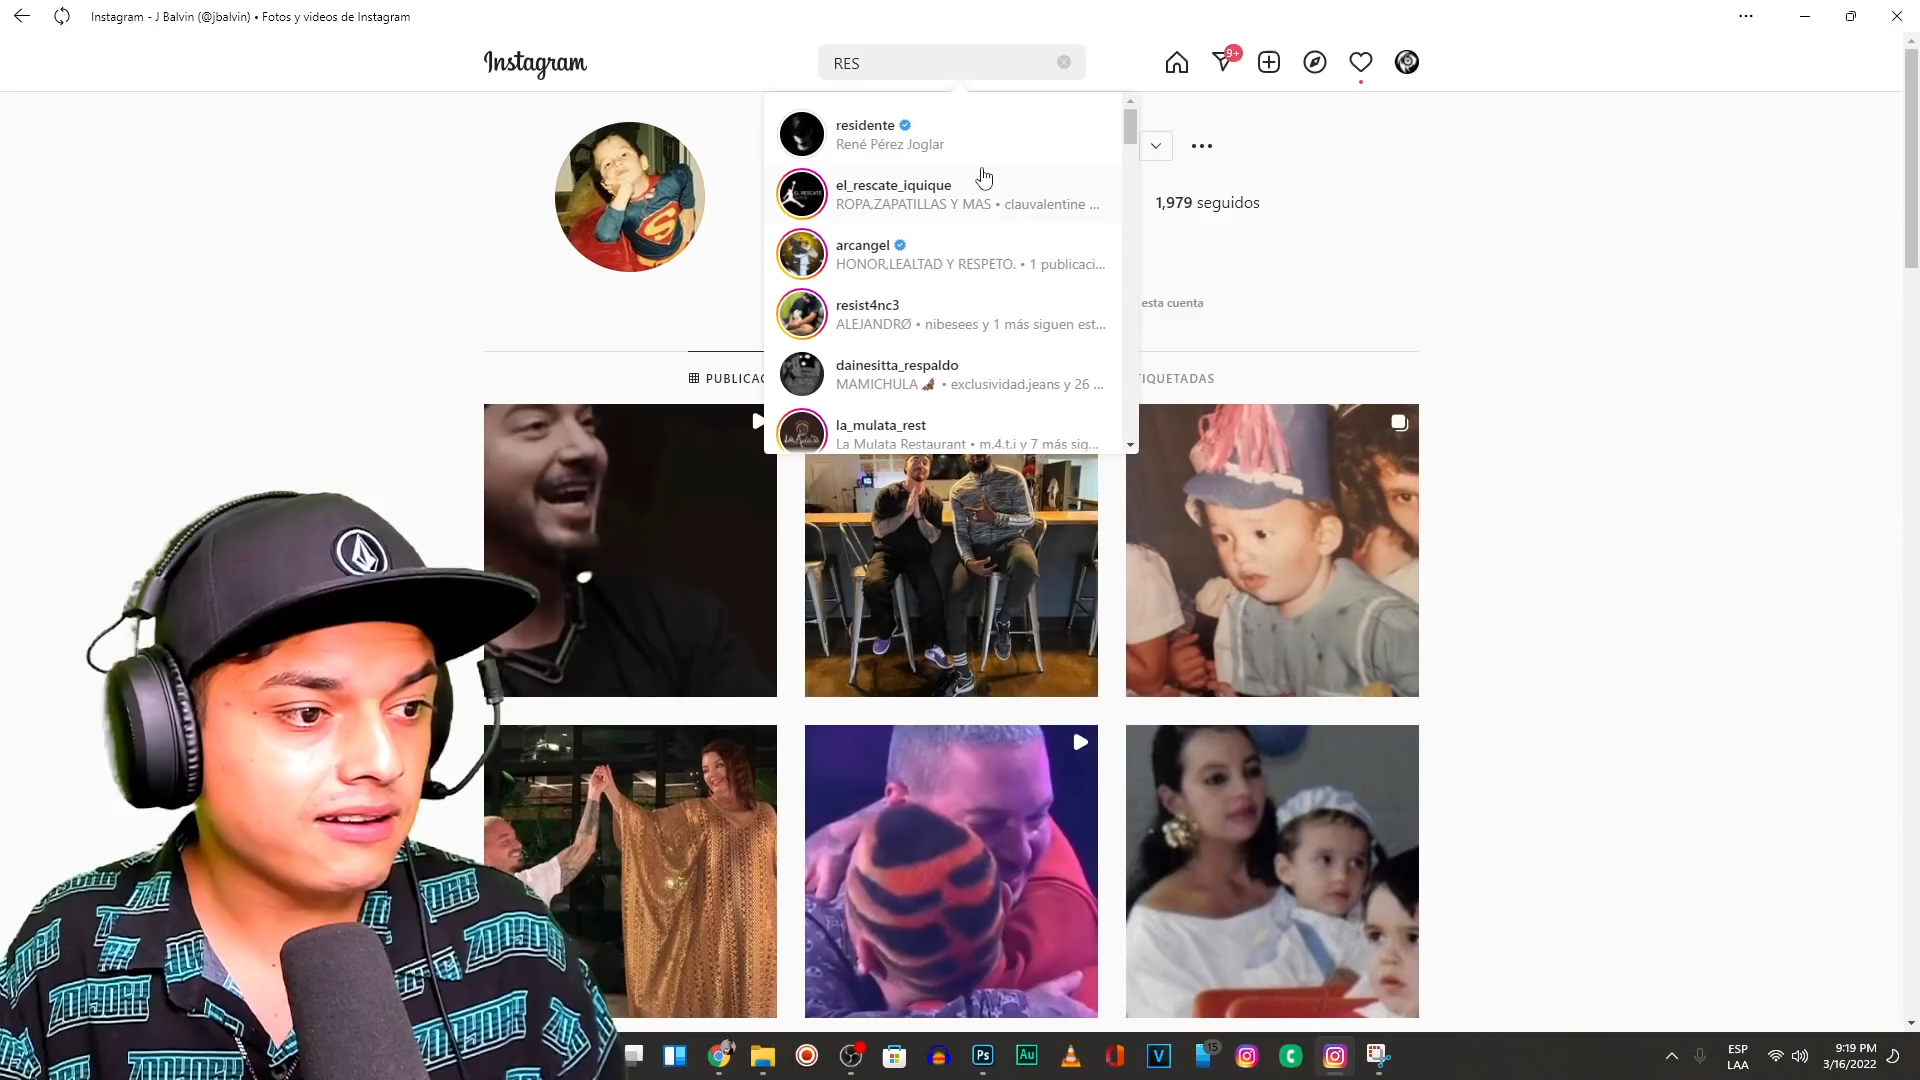 Instagram - J Balvin (@jbalvin) • Fotos y videos de Instagram
Instagram
RES
9+
residente
René Pérez Joglar
el_rescate_iquique
ROPA,ZAPATILLAS Y MAS • clauvalentine ...
arcangel
HONOR,LEALTAD Y RESPETO. • 1 publicaci...
resist4nc3
ALEJANDRØ • nibesees y 1 más siguen est...
dainesitta_respaldo
MAMICHULA • exclusividad.jeans y 26 ...
la_mulata_rest
La Mulata Restaurant • m.4.t.i y 7 más sig...
1,979 seguidos
esta cuenta
PUBLICAC
IQUETADAS
Ps
Au
V
15
ESP
LAA
9:19 PM
3/16/2022